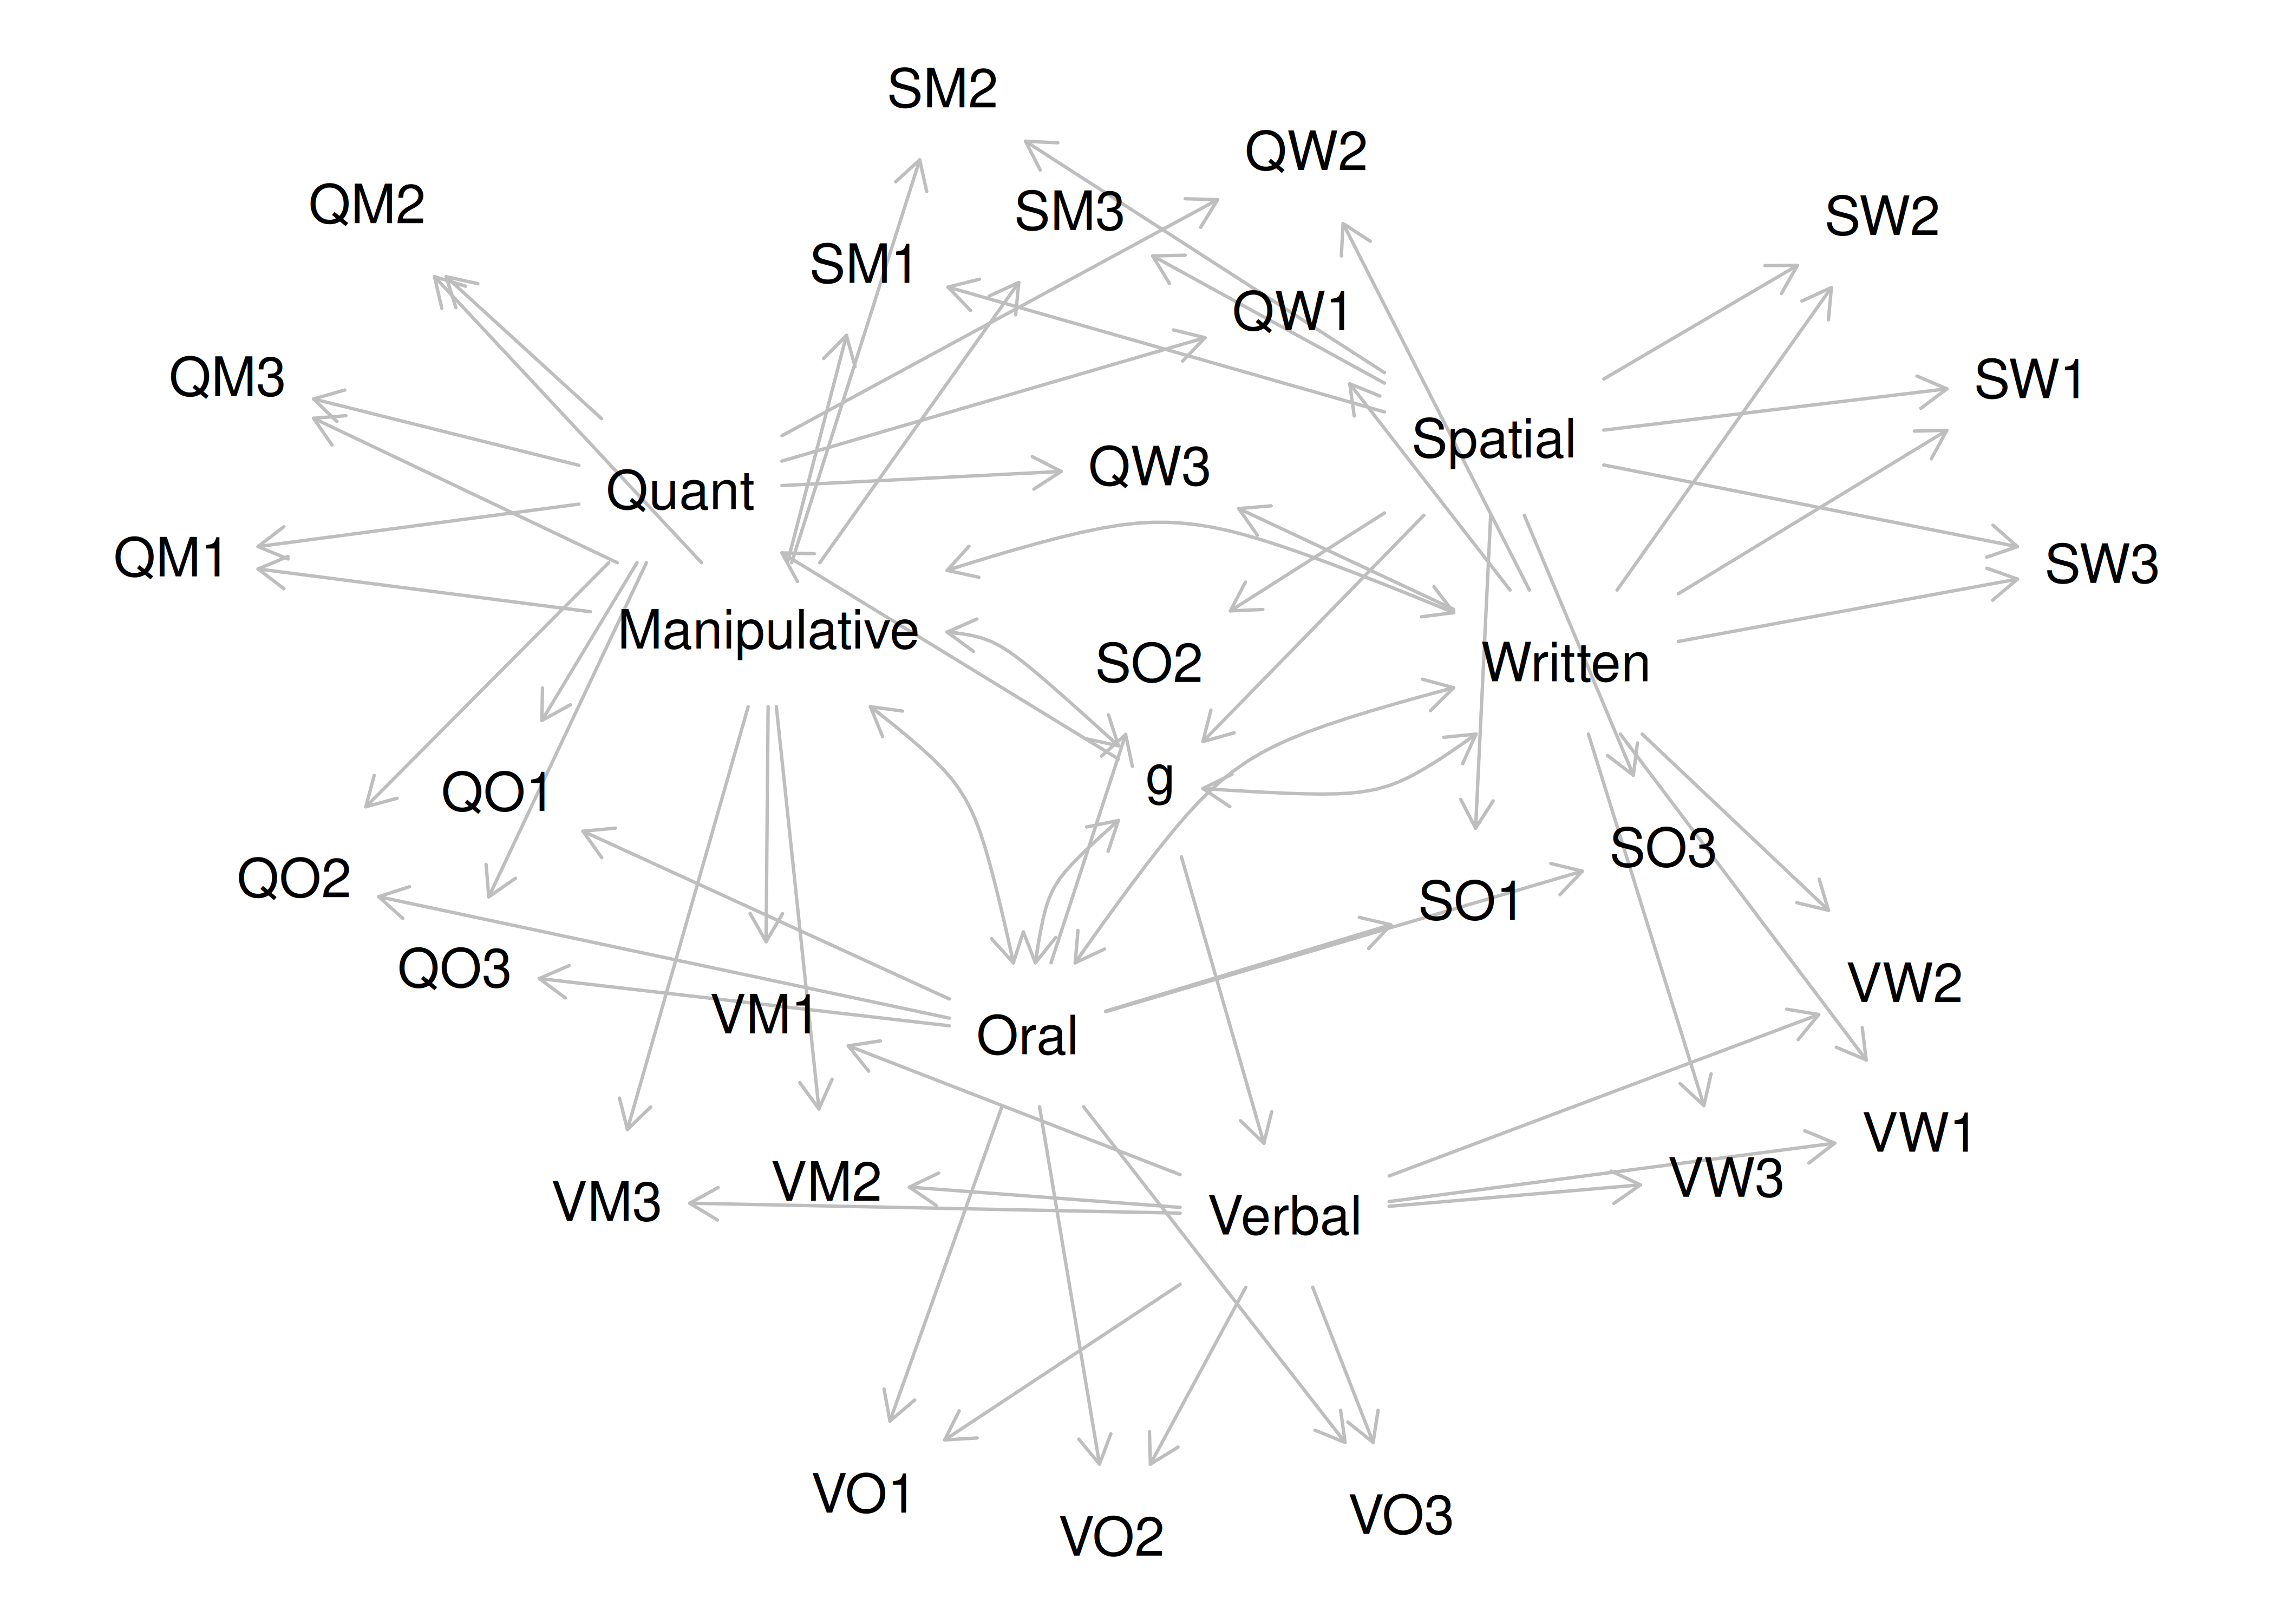 SM2
QW2
QM2
SM3
SW2
SM1
QW1
QM3
SW1
Spatial
QW3
Quant
QM1
SW3
Manipulative
SO2
Written
g
QO1
SO3
QO2
SO1
QO3
VW2
VM1
Oral
VW1
VM2
VW3
VM3
Verbal
VO1
VO3
VO2